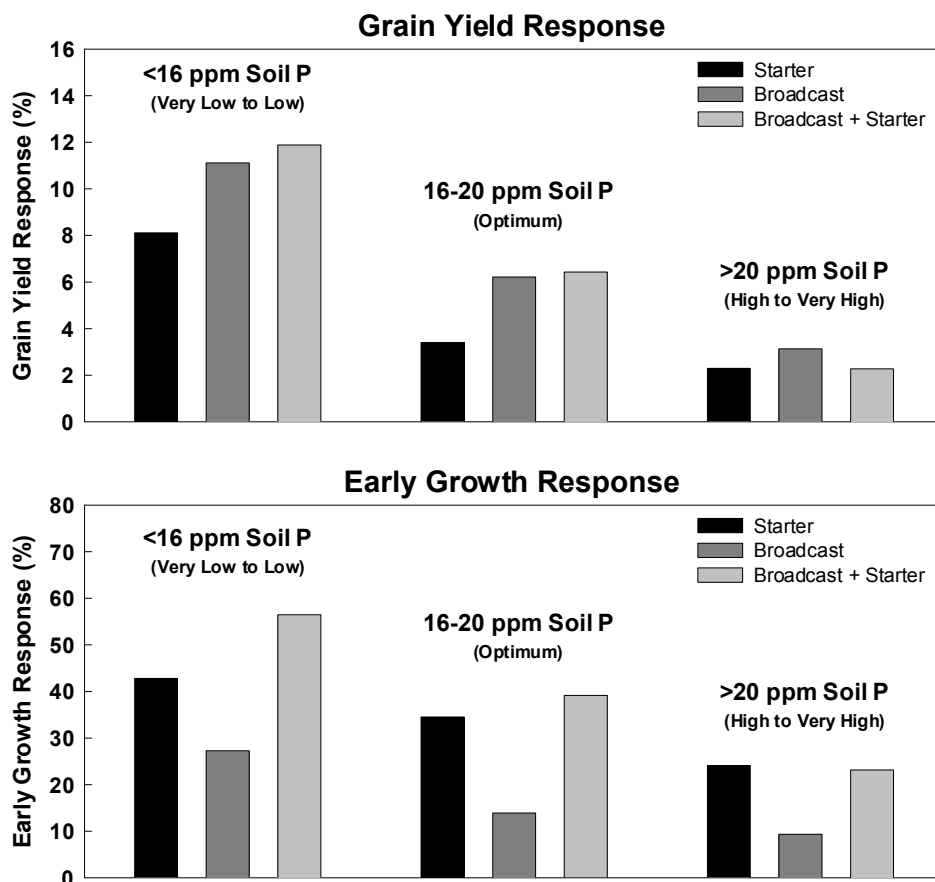 Grain Yield Response
16
14
12
10
8
6
4
2
0
Grain Yield Response (%)
<16 ppm Soil P
(Very Low to Low)
16-20 ppm Soil P
(Optimum)
>20 ppm Soil P
(High to Very High)
Starter
Broadcast
Broadcast + Starter
Early Growth Response
80
70
60
50
40
30
20
10
0
Early Growth Response (%)
<16 ppm Soil P
(Very Low to Low)
16-20 ppm Soil P
(Optimum)
>20 ppm Soil P
(High to Very High)
Starter
Broadcast
Broadcast + Starter